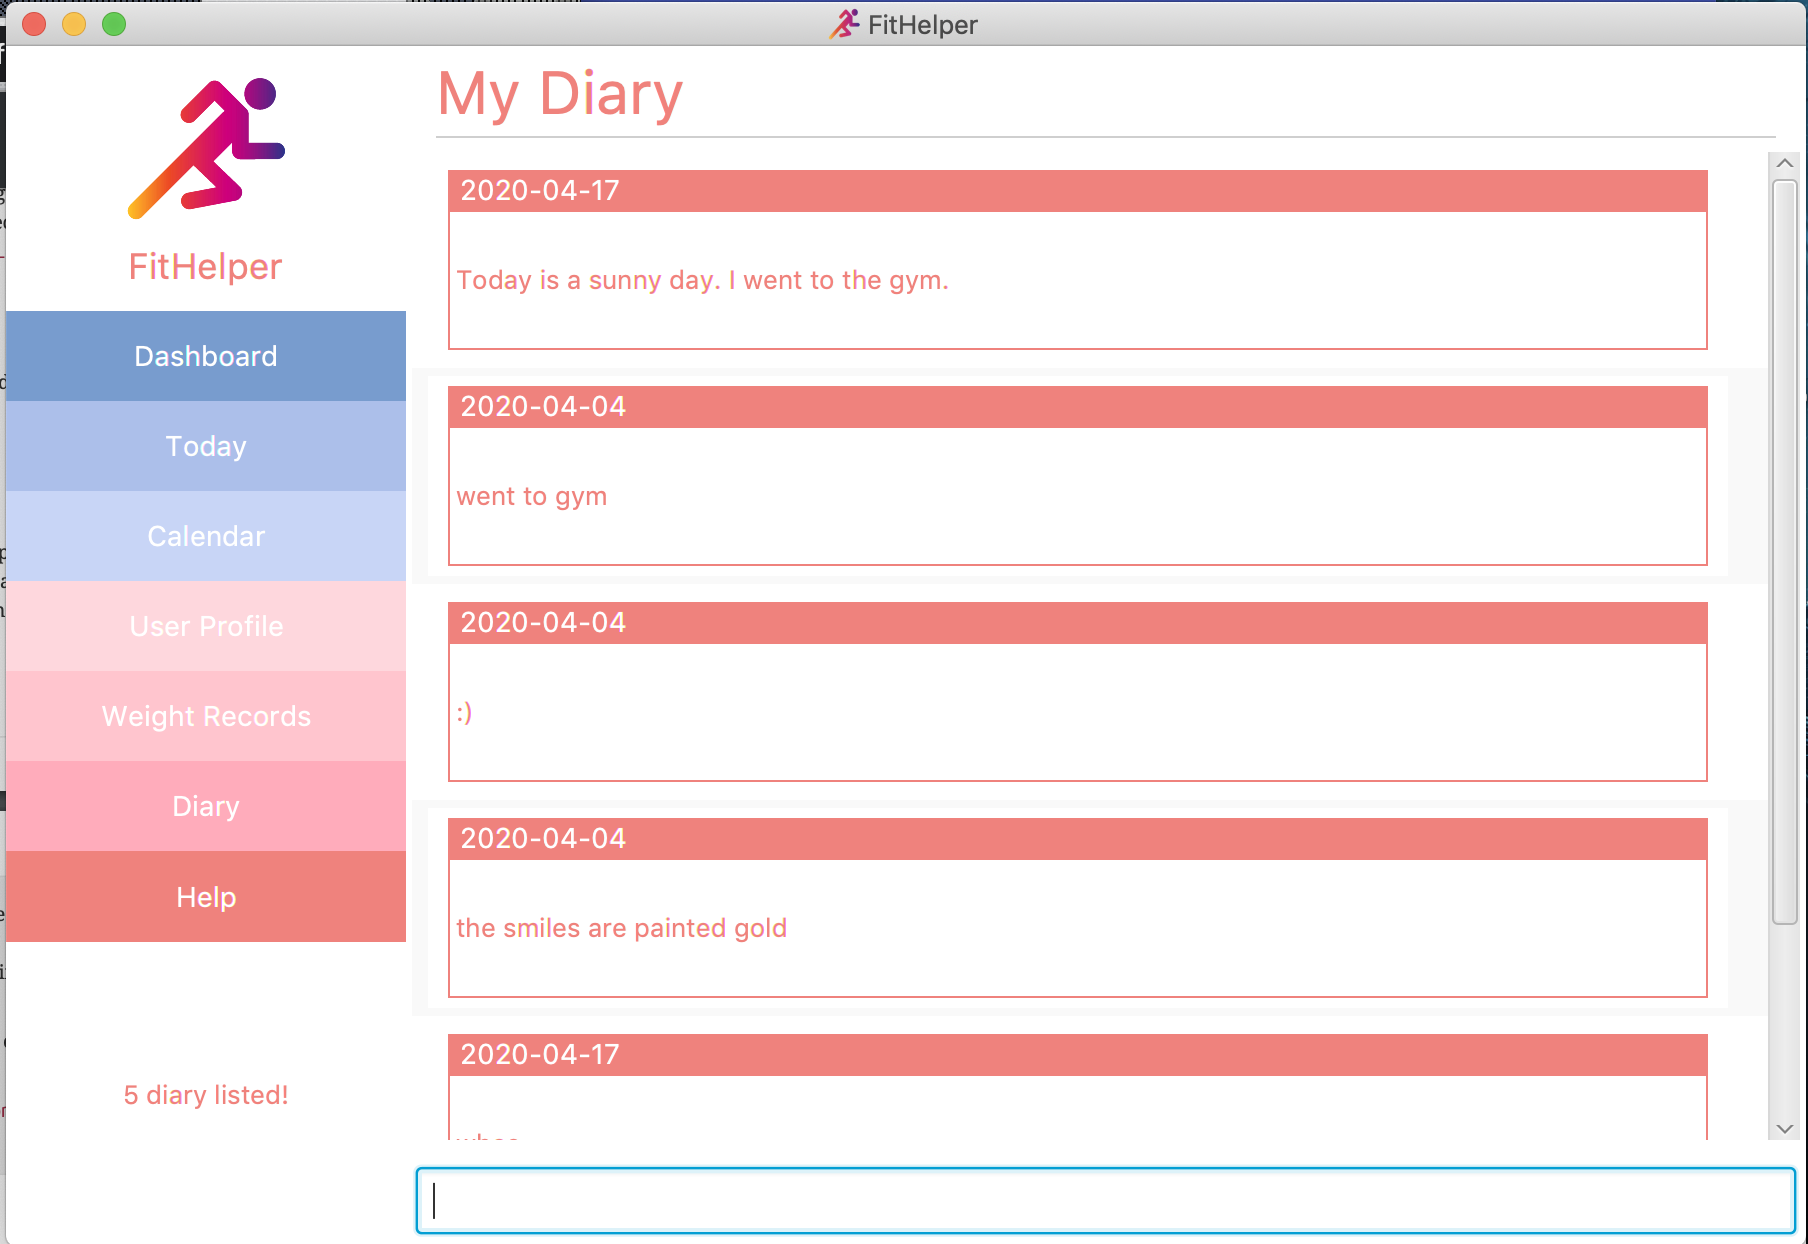 FitHelper
My Diary
FitHelper
Dashboard
Today
Calendar
User Profile
Weight Records
Diary
Help
5 diary listed!
2020-04-17
Today is a sunny day. I went to the gym.
2020-04-04
went to gym
2020-04-04
:)
2020-04-04
the smiles are painted gold
2020-04-17